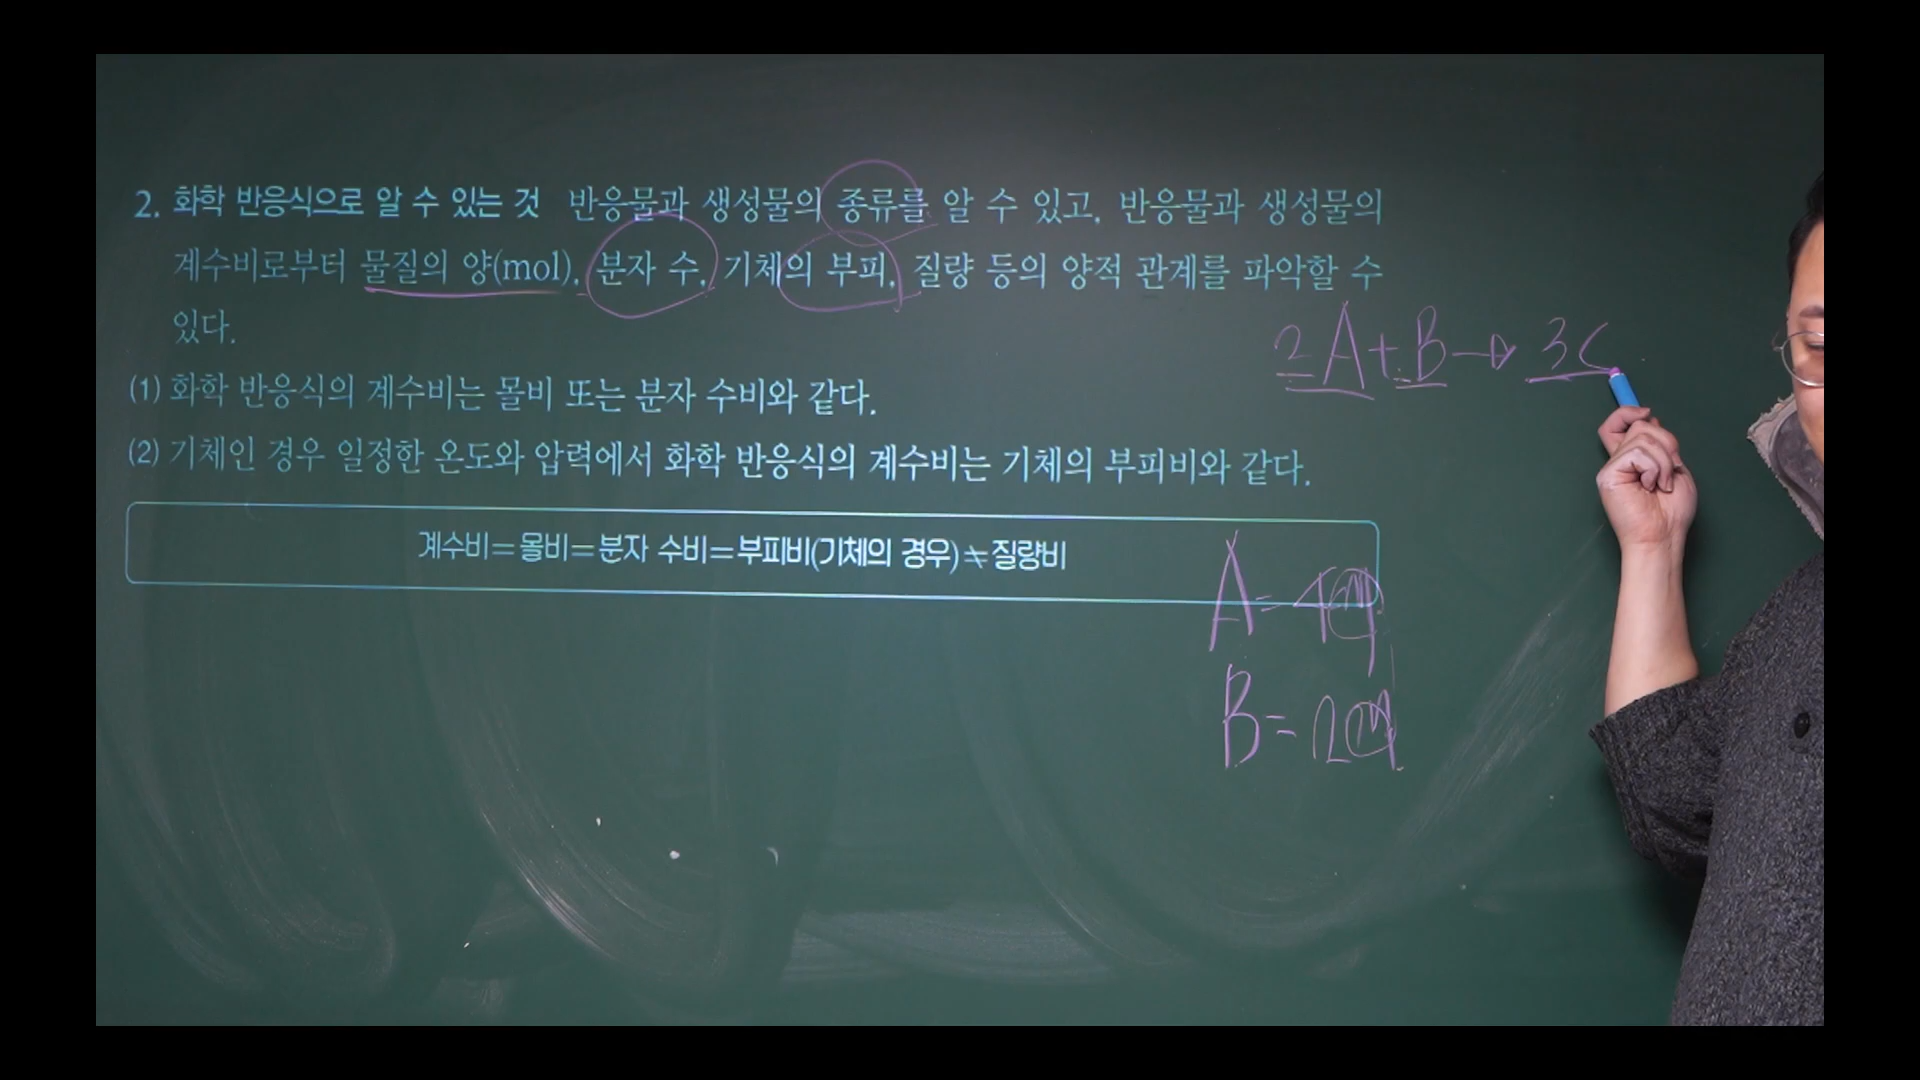 2. 화학 반응식으로 알 수 있는 것 반응물과 생성물의 종류를 알 수 있고, 반응물과 생성물의
계수비로부터 물질의 양(mol), 분자 수, 기체의 부피, 질량 등의 양적 관계를 파악할 수
있다.
2A+B→3C
(1) 화학 반응식의 계수비는 몰비 또는 분자 수비와 같다.
(2) 기체인 경우 일정한 온도와 압력에서 화학 반응식의 계수비는 기체의 부피비와 같다.
계수비=몰비=분자 수비=부피비(기체의 경우)≠질량비
A=4
B=2